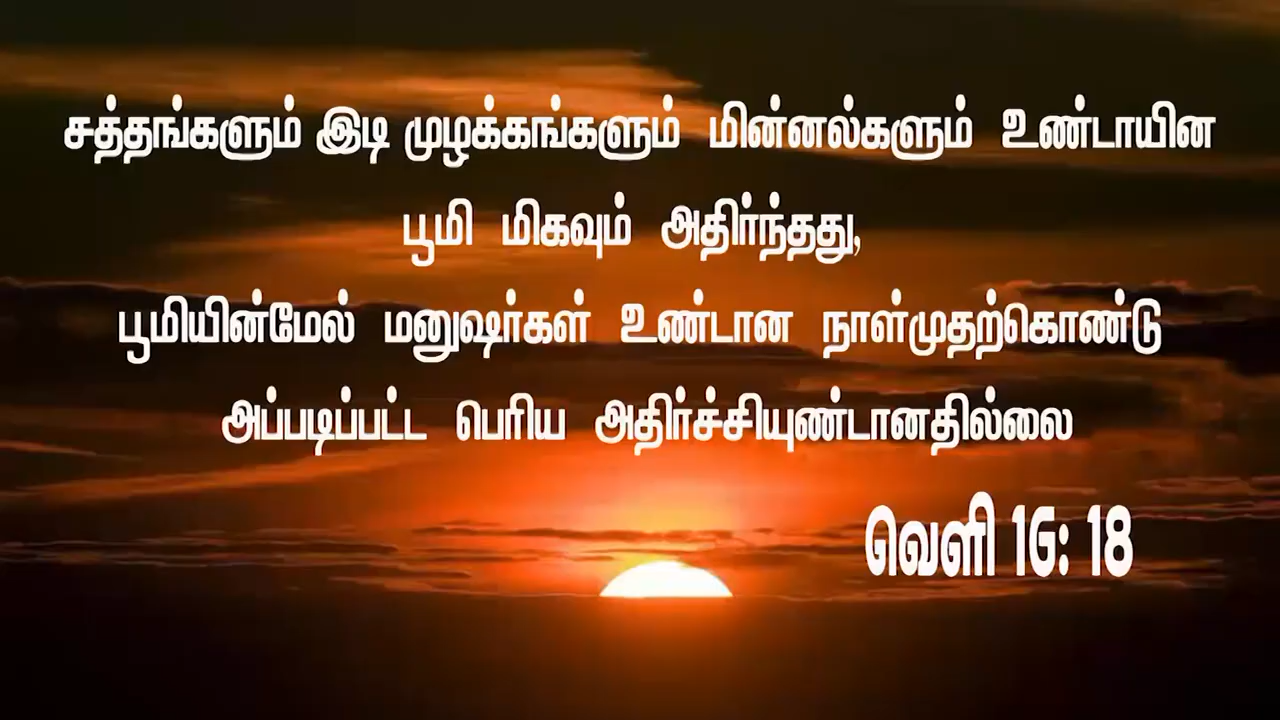 சத்தங்களும் இடி முழக்கங்களும் மின்னல்களும் உண்டாயின
பூமி மிகவும் அதிர்ந்தது,
பூமியின்மேல் மனுஷர்கள் உண்டான நாள்முதற்கொண்டு
அப்படிப்பட்ட பெரிய அதிர்ச்சியுண்டானதில்லை
வெளி 16: 18